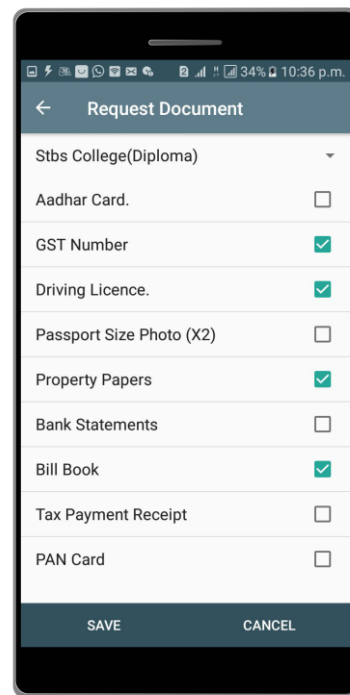 34% 10:36 p.m.
Request Document
Stbs College(Diploma)
Aadhar Card.
GST Number
Driving Licence.
Passport Size Photo (X2)
Property Papers
Bank Statements
Bill Book
Tax Payment Receipt
PAN Card
SAVE CANCEL